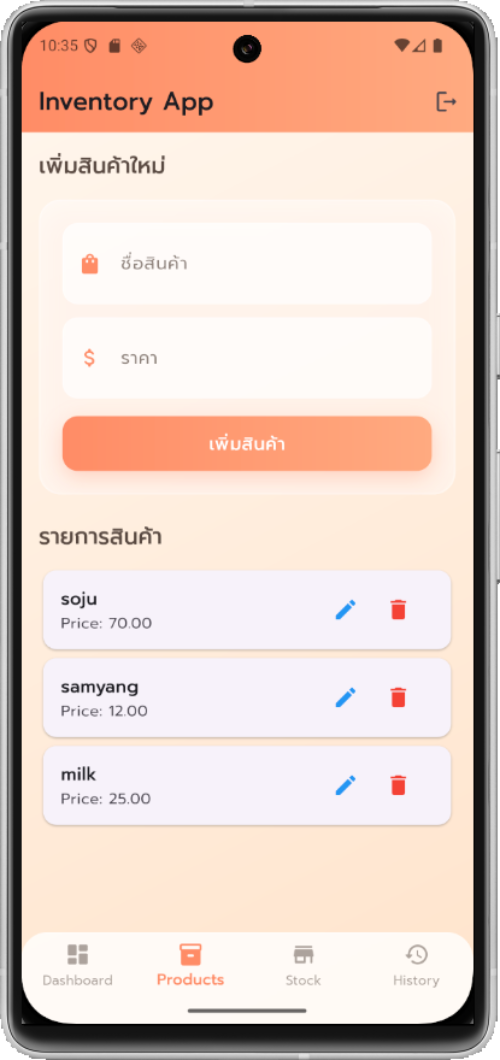 10:35
Inventory App
เพิ่มสินค้าใหม่
ชื่อสินค้า
$ ราคา
เพิ่มสินค้า
รายการสินค้า
soju
Price: 70.00
samyang
Price: 12.00
milk
Price: 25.00
Dashboard Products Stock History